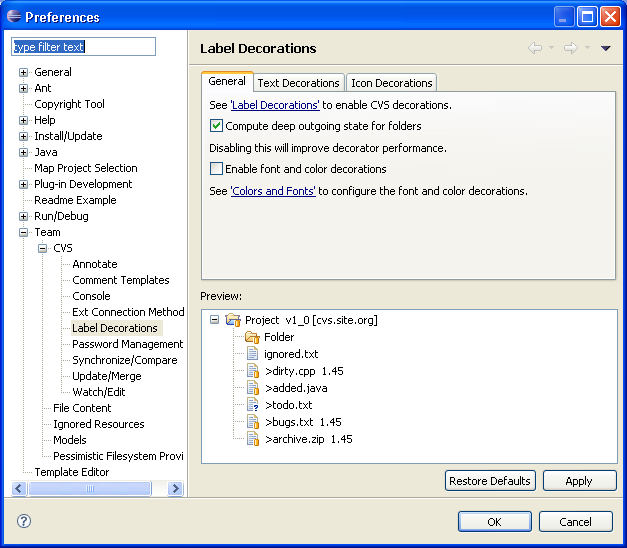 Preferences
type filter text
General
Ant
Copyright Tool
Help
Install/Update
Java
Map Project Selection
Plug-in Development
Readme Example
Run/Debug
Team
CVS
Annotate
Comment Templates
Console
Ext Connection Method
Label Decorations
Password Management
Synchronize/Compare
Update/Merge
Watch/Edit
File Content
Ignored Resources
Models
Pessimistic Filesystem Provi
Template Editor
Label Decorations
General Text Decorations Icon Decorations
See 'Label Decorations' to enable CVS decorations.
Compute deep outgoing state for folders
Disabling this will improve decorator performance.
Enable font and color decorations
See 'Colors and Fonts' to configure the font and color decorations.
Preview:
Project v1_0 [cvs.site.org]
Folder
ignored.txt
>dirty.cpp 1.45
>added.java
>todo.txt
>bugs.txt 1.45
>archive.zip 1.45
Restore Defaults Apply
? OK Cancel